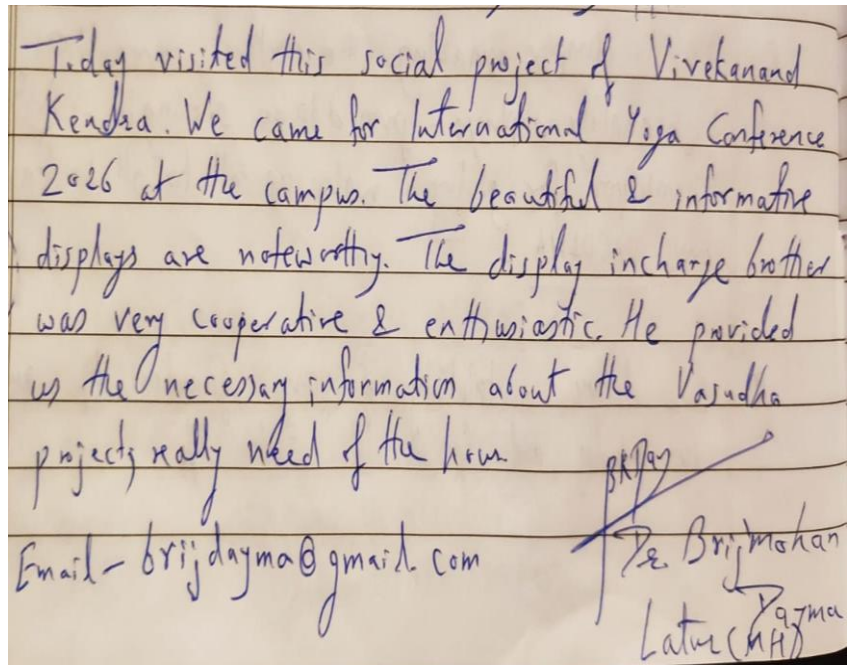 Today visited this social project of Vivekanand
Kendra. We came for International Yoga Conference
2026 at the campus. The beautiful & informative
displays are noteworthy. The display incharge brother
was very cooperative & enthusiastic. He provided
us the necessary information about the Vasudha
projects really need of the hour.
Email - brijdayma@gmail.com
Dr. Brijmohan
Dayma
Latur (MH)